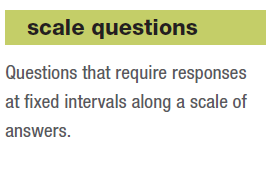 scale questions
Questions that require responses
at fixed intervals along a scale of
answers.